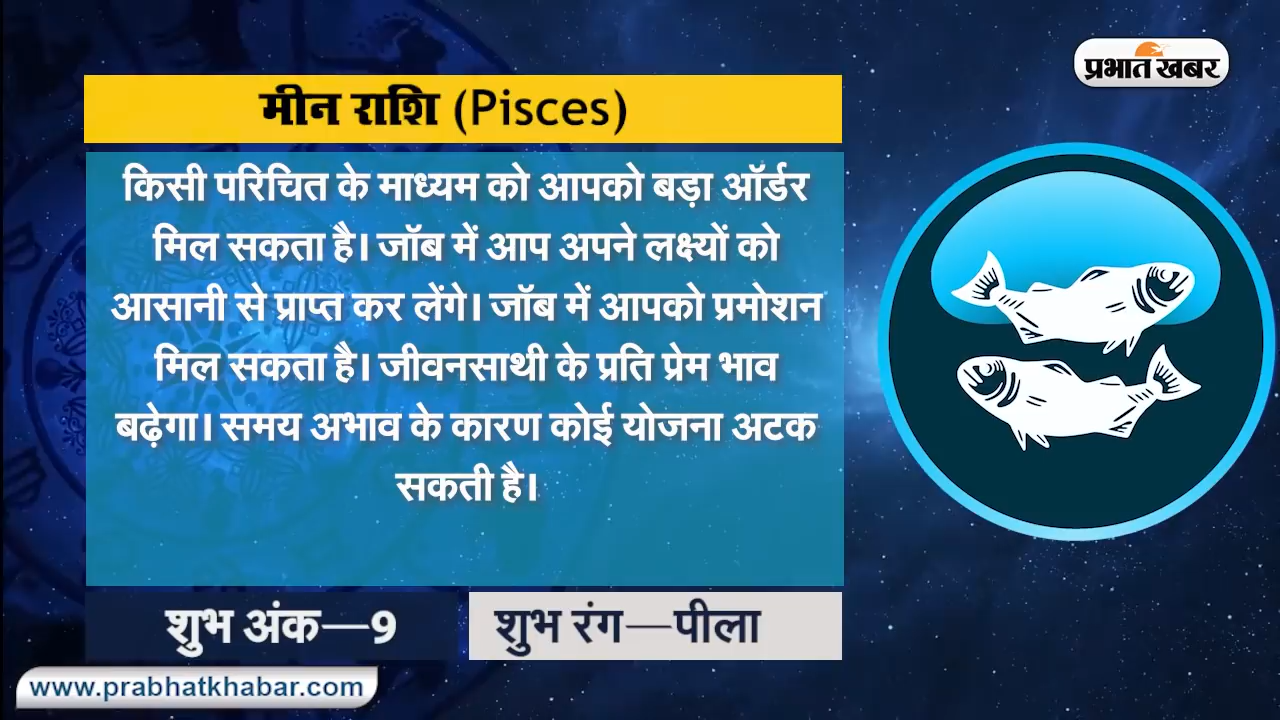 प्रभात खबर
मीन राशि (Pisces)
किसी परिचित के माध्यम को आपको बड़ा ऑर्डर
मिल सकता है। जॉब में आप अपने लक्ष्यों को
आसानी से प्राप्त कर लेंगे। जॉब में आपको प्रमोशन
मिल सकता है। जीवनसाथी के प्रति प्रेम भाव
बढ़ेगा। समय अभाव के कारण कोई योजना अटक
सकती है।
शुभ अंक—9
शुभ रंग—पीला
www.prabhatkhabar.com